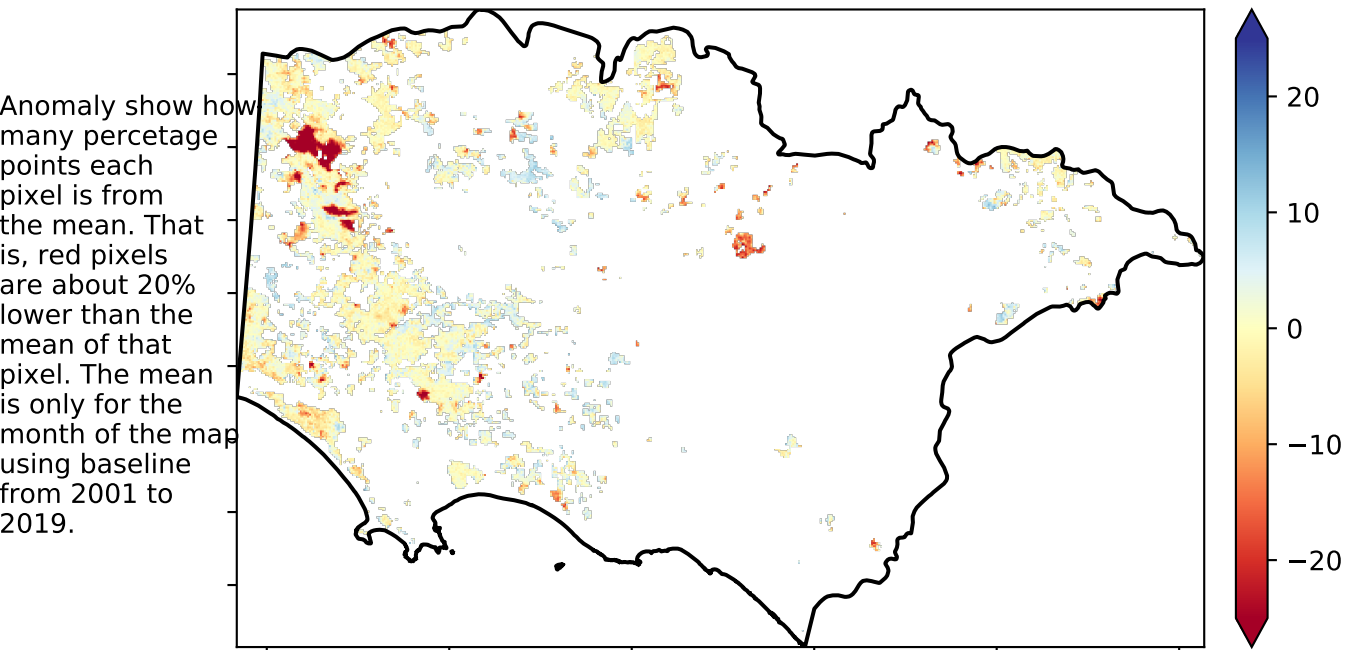 Anomaly show how
many percetage
points each
pixel is from
the mean. That
is, red pixels
are about 20%
lower than the
mean of that
pixel. The mean
is only for the
month of the map
using baseline
from 2001 to
2019.
20
10
0
−10
−20